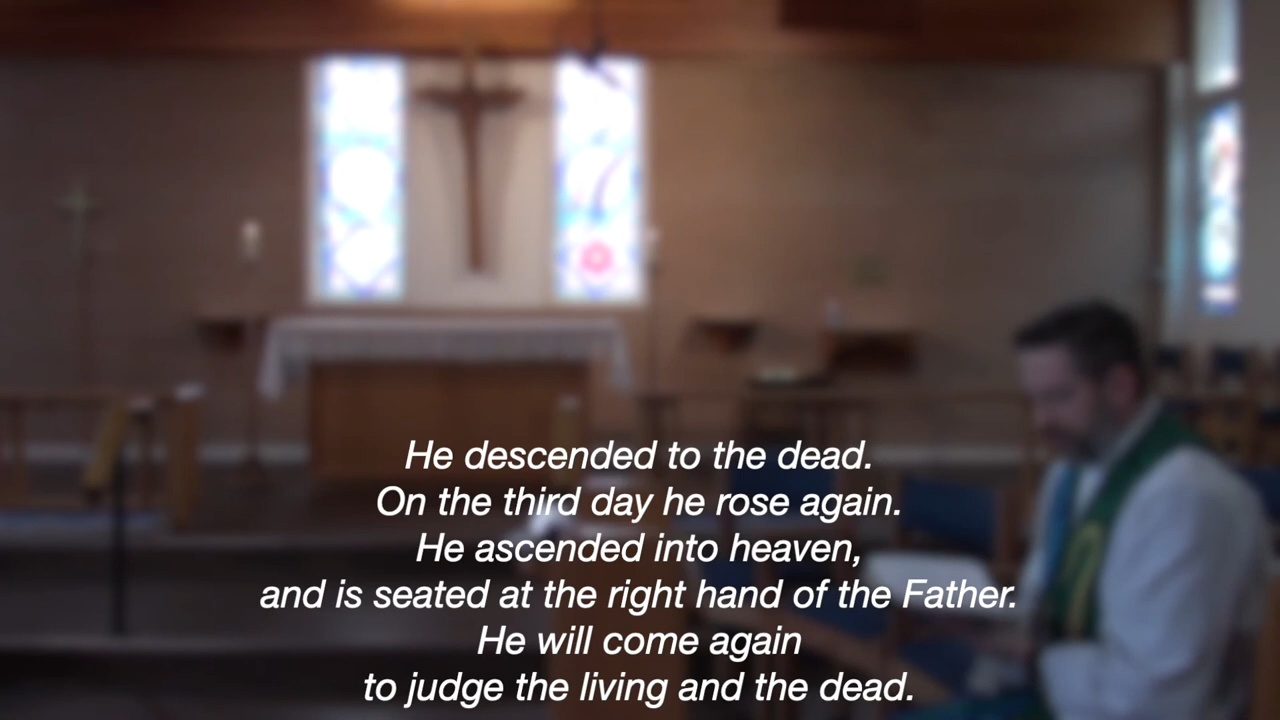 He descended to the dead.
On the third day he rose again.
He ascended into heaven,
and is seated at the right hand of the Father.
He will come again
to judge the living and the dead.